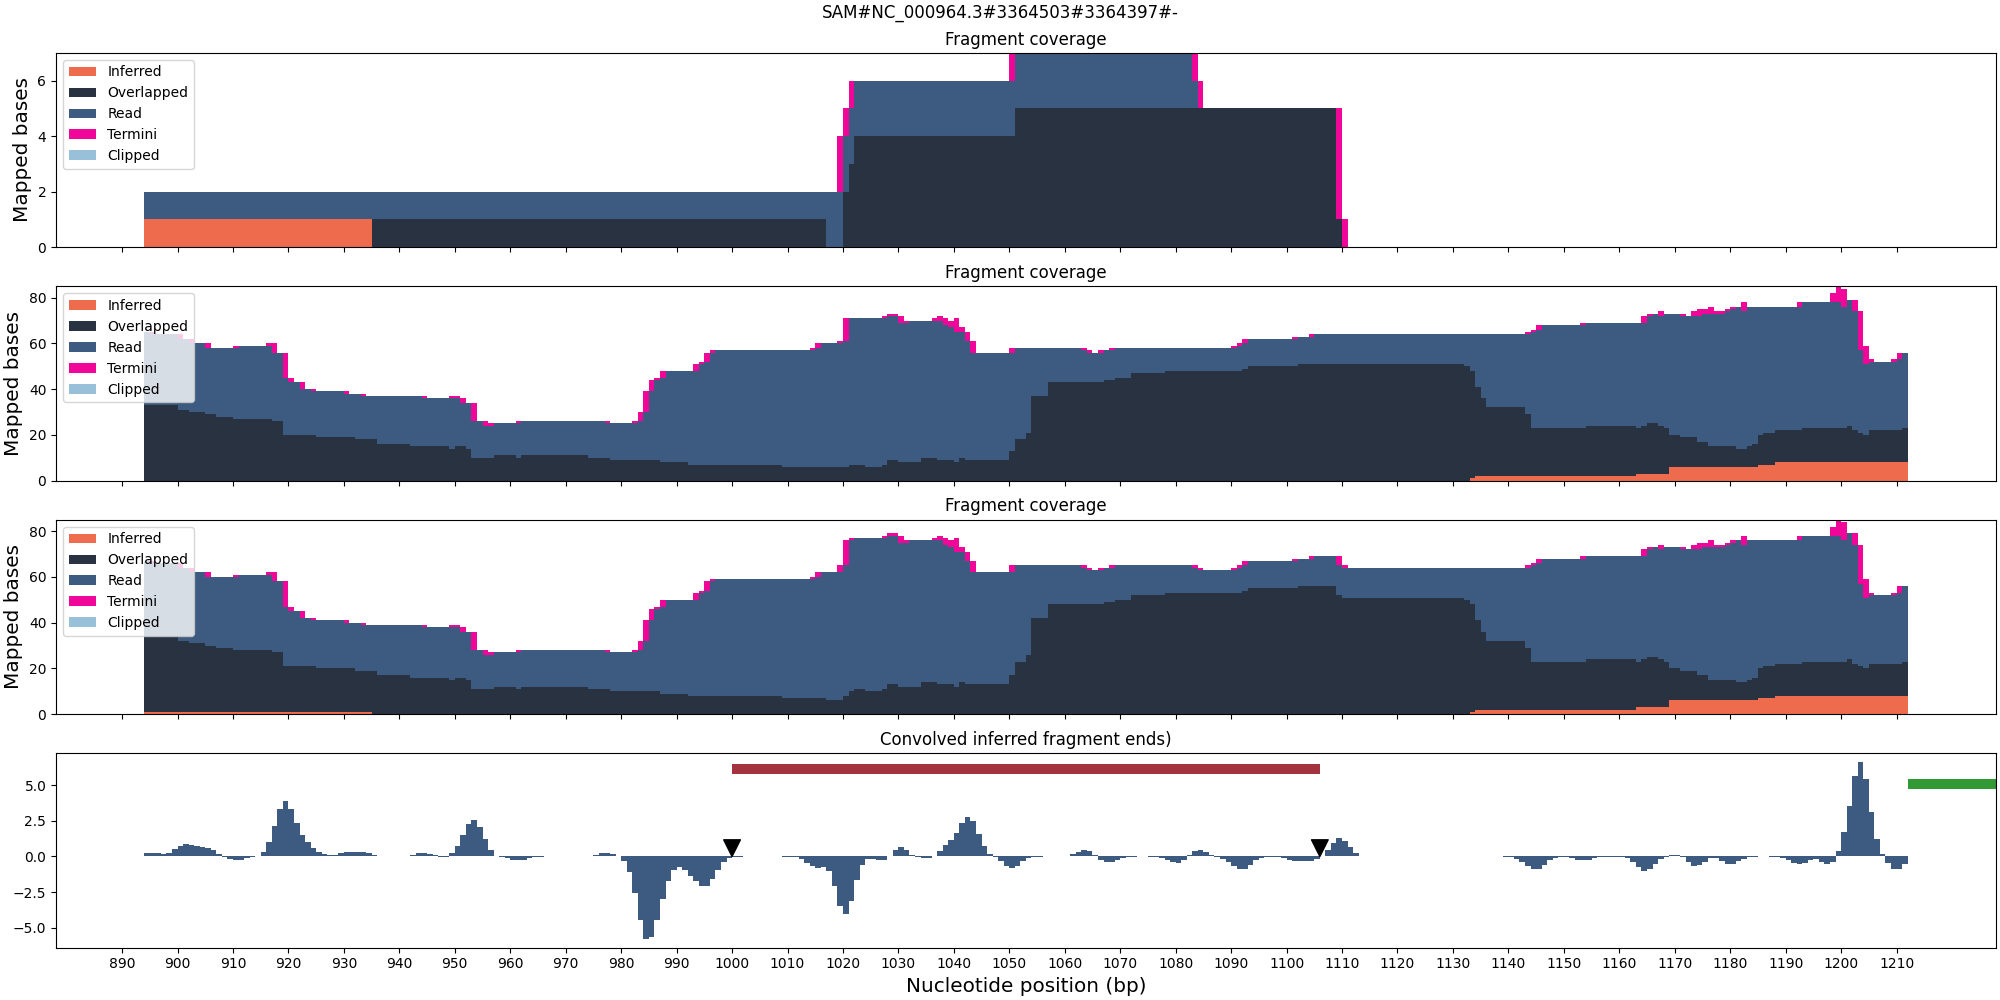 SAM#NC_000964.3#3364503#3364397#-
Fragment coverage
Mapped bases
6
4
2
0
Inferred
Overlapped
Read
Termini
Clipped
Fragment coverage
Mapped bases
80
60
40
20
0
Inferred
Overlapped
Read
Termini
Clipped
Fragment coverage
Mapped bases
80
60
40
20
0
Inferred
Overlapped
Read
Termini
Clipped
Convolved inferred fragment ends)
5.0
2.5
0.0
−2.5
−5.0
890 900 910 920 930 940 950 960 970 980 990 1000 1010 1020 1030 1040 1050 1060 1070 1080 1090 1100 1110 1120 1130 1140 1150 1160 1170 1180 1190 1200 1210
Nucleotide position (bp)